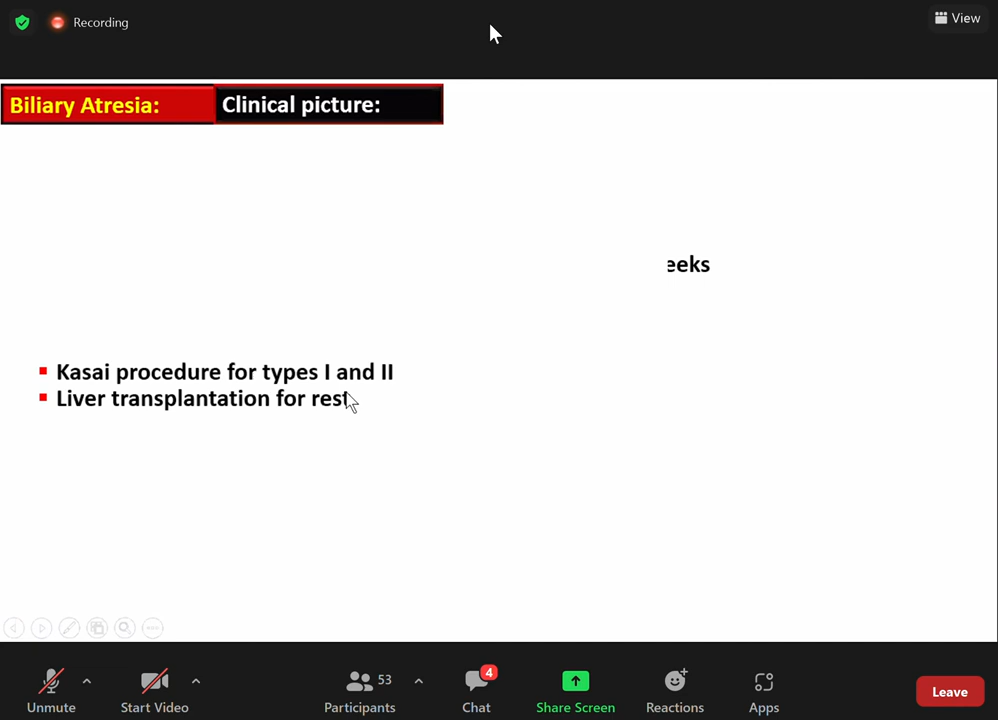 Recording
View
Biliary Atresia: Clinical picture:
eeks
Kasai procedure for types I and II
Liver transplantation for rest
4
53
Unmute Start Video Participants Chat Share Screen Reactions Apps Leave